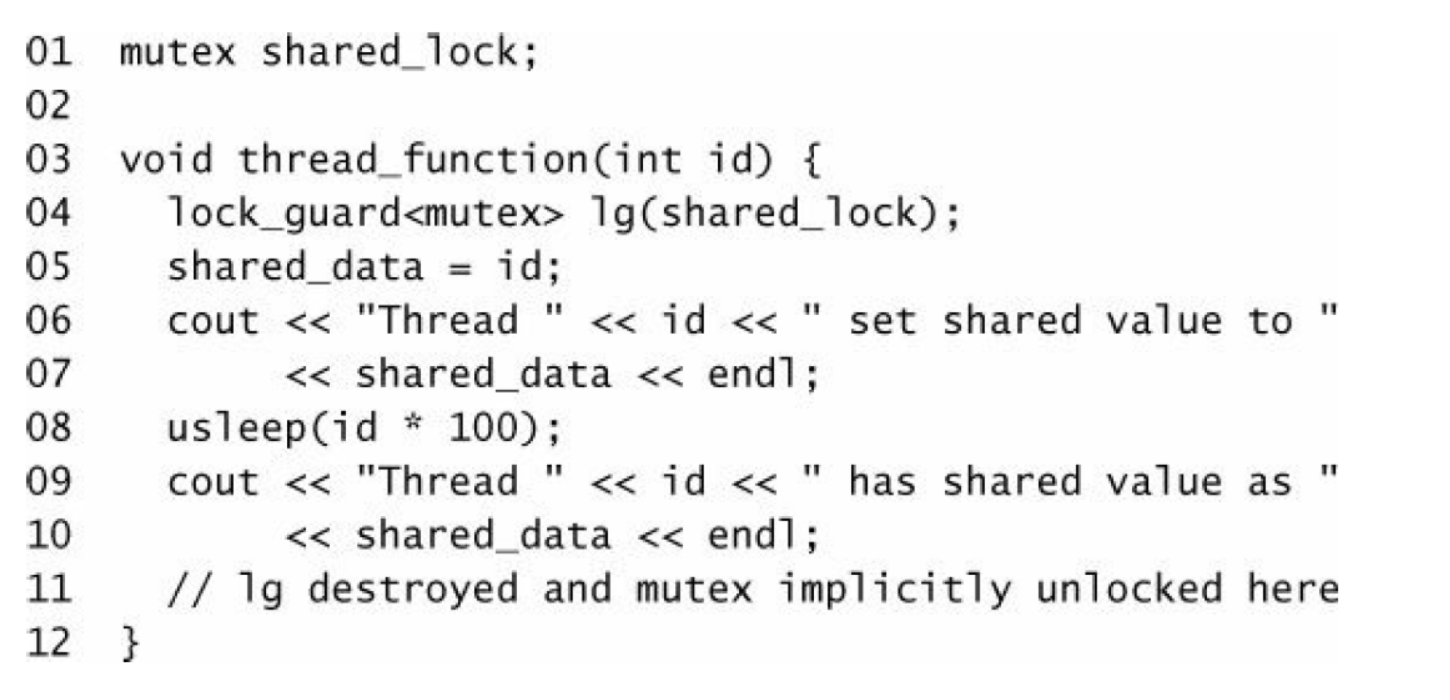 01 mutex shared_lock;
02
03 void thread_function(int id) {
04   lock_guard<mutex> lg(shared_lock);
05   shared_data = id;
06   cout << "Thread " << id << " set shared value to "
07        << shared_data << endl;
08   usleep(id * 100);
09   cout << "Thread " << id << " has shared value as "
10        << shared_data << endl;
11   // lg destroyed and mutex implicitly unlocked here
12 }